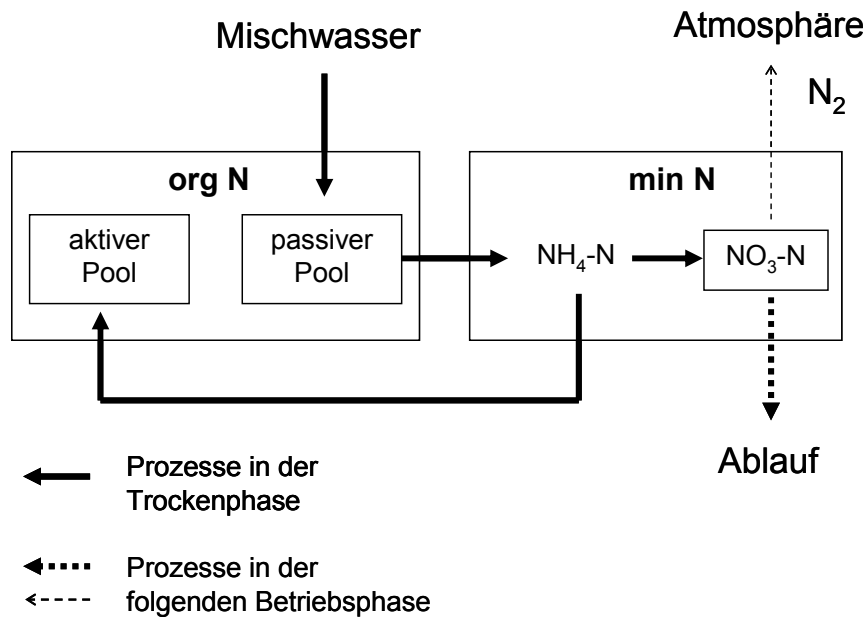 Mischwasser
Atmosphäre
N₂
org N
min N
aktiver
Pool
passiver
Pool
NH₄-N
NO₃-N
Ablauf
Prozesse in der
Trockenphase
Prozesse in der
folgenden Betriebsphase